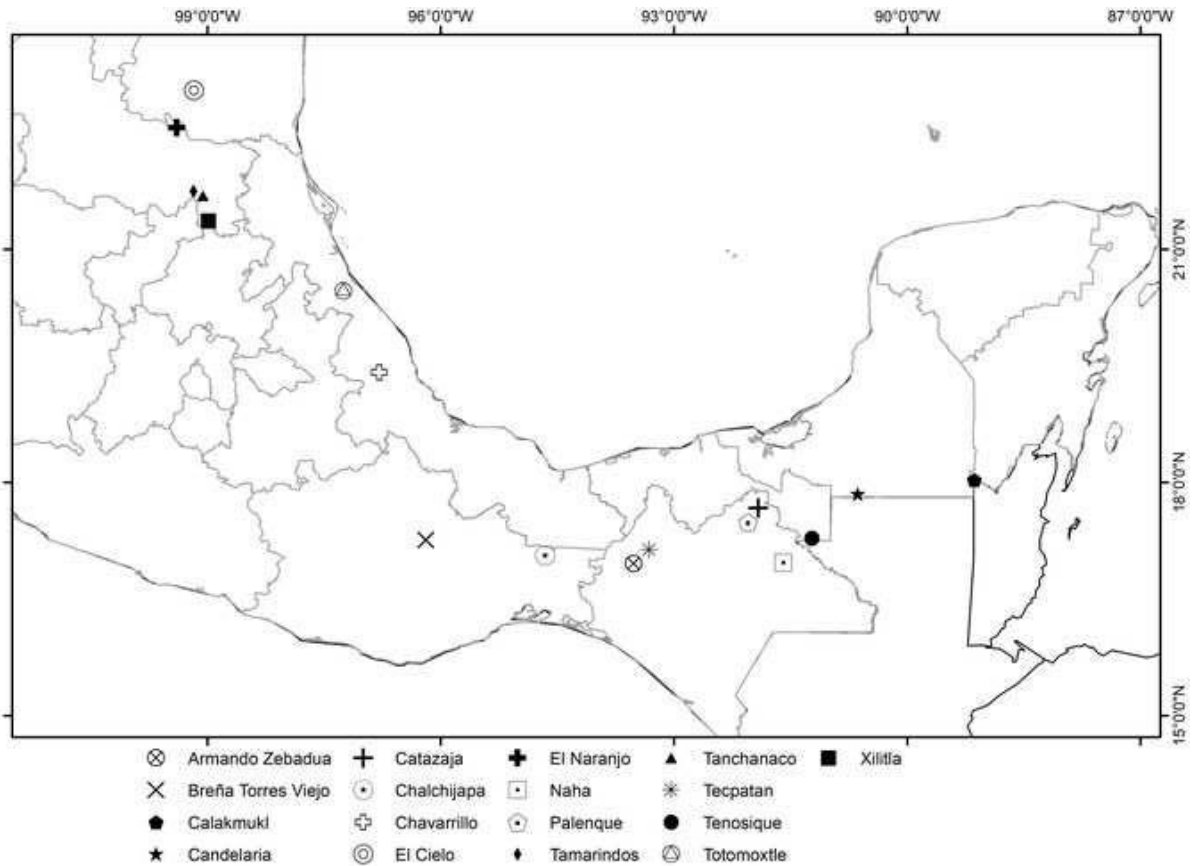 99°0'0"W 96°0'0"W 93°0'0"W 90°0'0"W 87°0'0"W
21°0'0"N
18°0'0"N
15°0'0"N
Armando Zebadua Catazaja El Naranjo Tanchanaco Xilitla
Breña Torres Viejo Chalchijapa Naha Tecpatan
Calakmukl Chavarrillo Palenque Tenosique
Candelaria El Cielo Tamarindos Totomoxtle